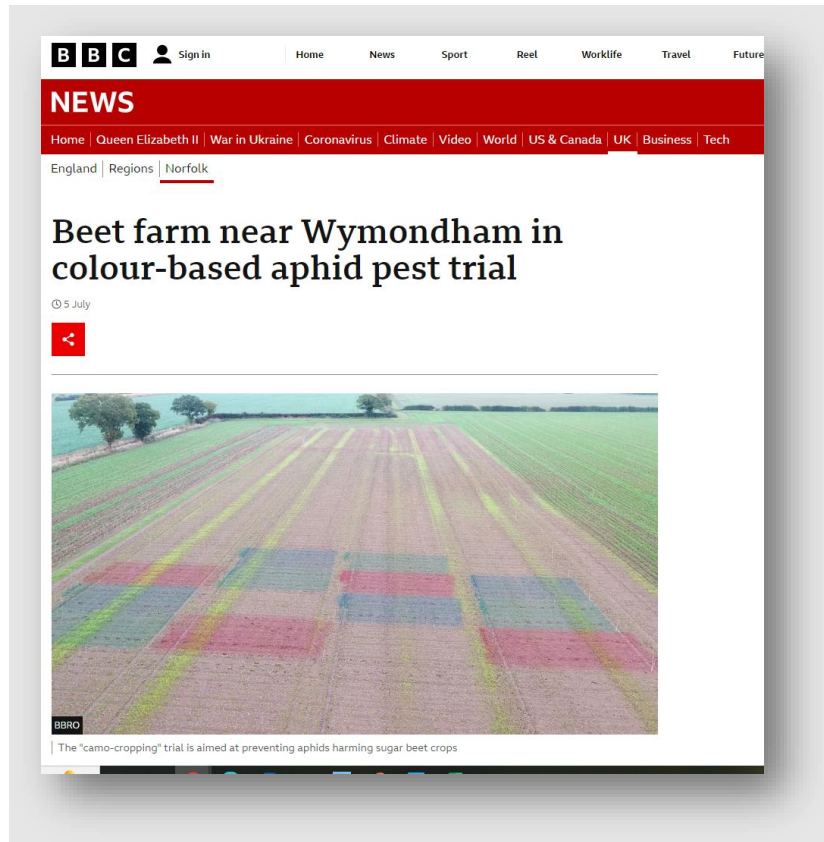 BBC Sign in Home News Sport Reel Worklife Travel Future
NEWS
Home Queen Elizabeth II War in Ukraine Coronavirus Climate Video World US & Canada UK Business Tech
England Regions Norfolk
Beet farm near Wymondham in
colour-based aphid pest trial
5 July
BBRO
The "camo-cropping" trial is aimed at preventing aphids harming sugar beet crops